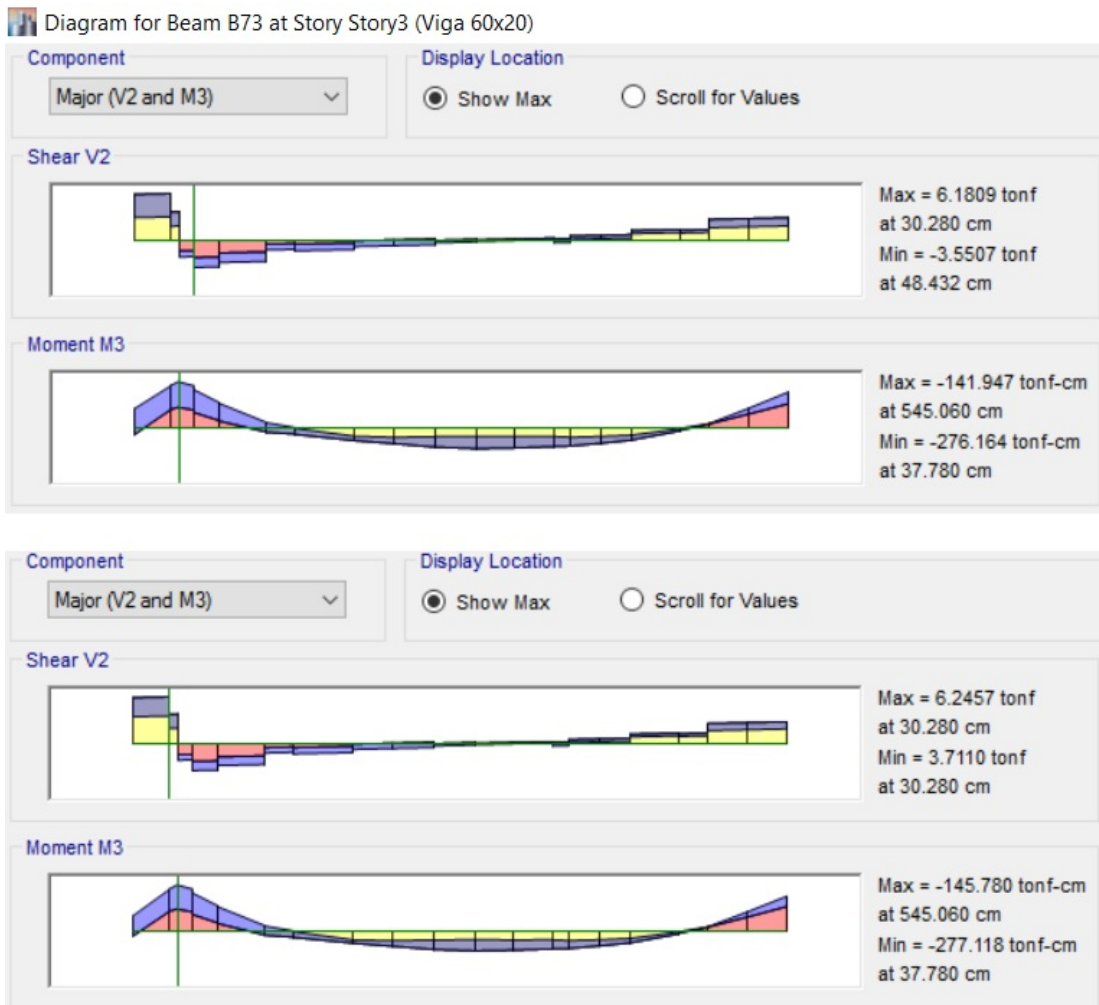 Diagram for Beam B73 at Story Story3 (Viga 60x20)
Component
Display Location
Major (V2 and M3)
Show Max
Scroll for Values
Shear V2
Max = 6.1809 tonf
at 30.280 cm
Min = -3.5507 tonf
at 48.432 cm
Moment M3
Max = -141.947 tonf-cm
at 545.060 cm
Min = -276.164 tonf-cm
at 37.780 cm
Component
Display Location
Major (V2 and M3)
Show Max
Scroll for Values
Shear V2
Max = 6.2457 tonf
at 30.280 cm
Min = 3.7110 tonf
at 30.280 cm
Moment M3
Max = -145.780 tonf-cm
at 545.060 cm
Min = -277.118 tonf-cm
at 37.780 cm